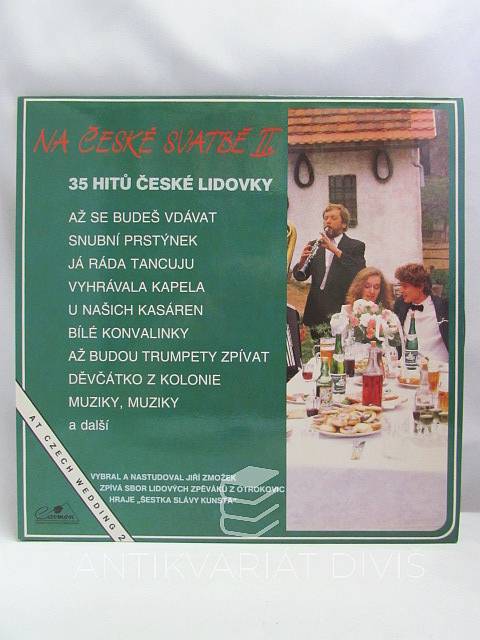 NA ČESKÉ SVATBĚ II.
35 HITŮ ČESKÉ LIDOVKY
AŽ SE BUDEŠ VDÁVAT
SNUBNÍ PRSTÝNEK
JÁ RÁDA TANCUJU
VYHRÁVALA KAPELA
U NAŠICH KASÁREN
BÍLÉ KONVALINKY
AŽ BUDOU TRUMPETY ZPÍVAT
DĚVČÁTKO Z KOLONIE
MUZIKY, MUZIKY
a další
AT CZECH WEDDING 2
VYBRAL A NASTUDOVAL JIŘÍ ZMOŽEK
ZPÍVÁ SBOR LIDOVÝCH ZPĚVÁKŮ Z OTROKOVIC
HRAJE „ŠESTKA SLÁVY KUNSTA“
Carmen
ANTIKVARIÁT DIVIŠ